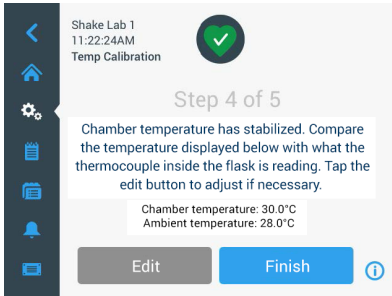 Shake Lab 1
11:22:24AM
Temp Calibration
Step 4 of 5
Chamber temperature has stabilized. Compare
the temperature displayed below with what the
thermocouple inside the flask is reading. Tap the
edit button to adjust if necessary.
Chamber temperature: 30.0°C
Ambient temperature: 28.0°C
Edit
Finish